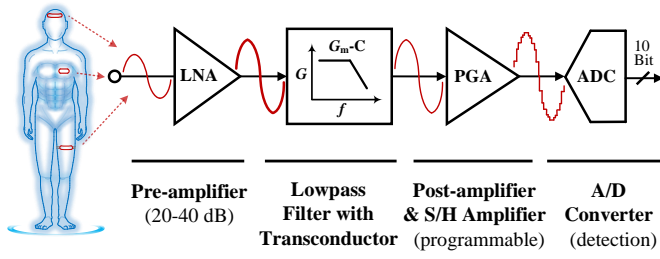 LNA
G
Gm-C
f
PGA
ADC
10
Bit
Pre-amplifier
(20-40 dB)
Lowpass
Filter with
Transconductor
Post-amplifier
& S/H Amplifier
(programmable)
A/D
Converter
(detection)